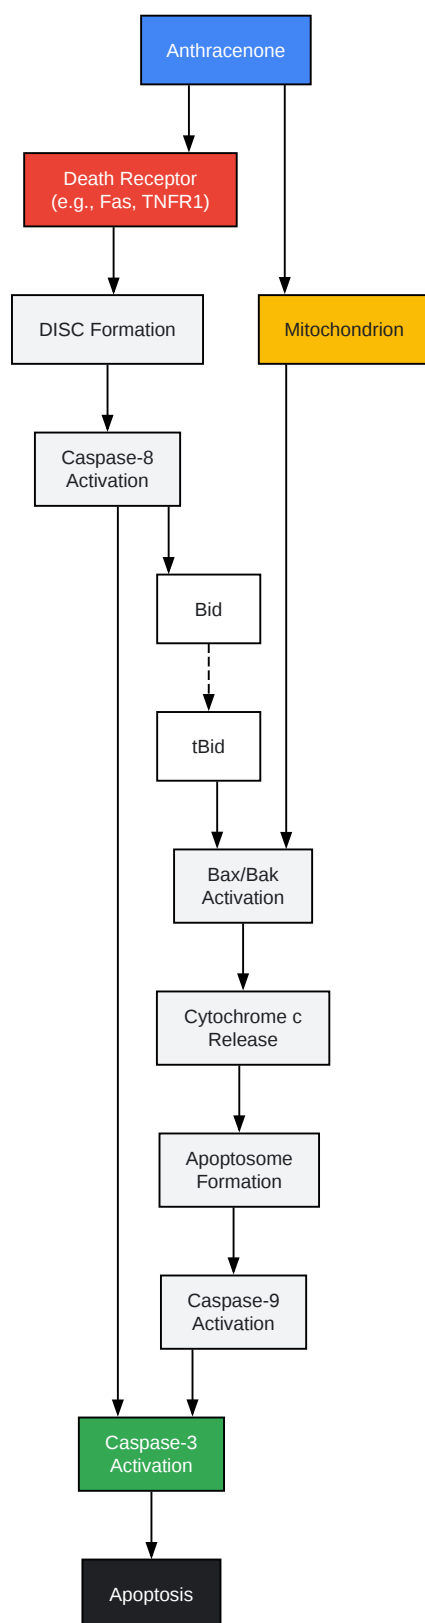 Anthracenone
Death Receptor
(e.g., Fas, TNFR1)
DISC Formation
Mitochondrion
Caspase-8
Activation
Bid
tBid
Bax/Bak
Activation
Cytochrome c
Release
Apoptosome
Formation
Caspase-9
Activation
Caspase-3
Activation
Apoptosis